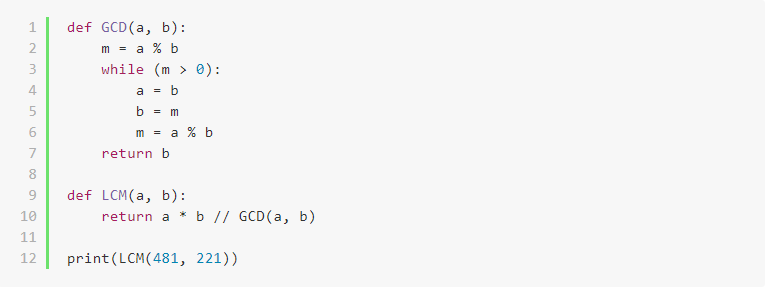 1 def GCD(a, b):
2     m = a % b
3     while (m > 0):
4         a = b
5         b = m
6         m = a % b
7     return b
8
9 def LCM(a, b):
10     return a * b // GCD(a, b)
11
12 print(LCM(481, 221))